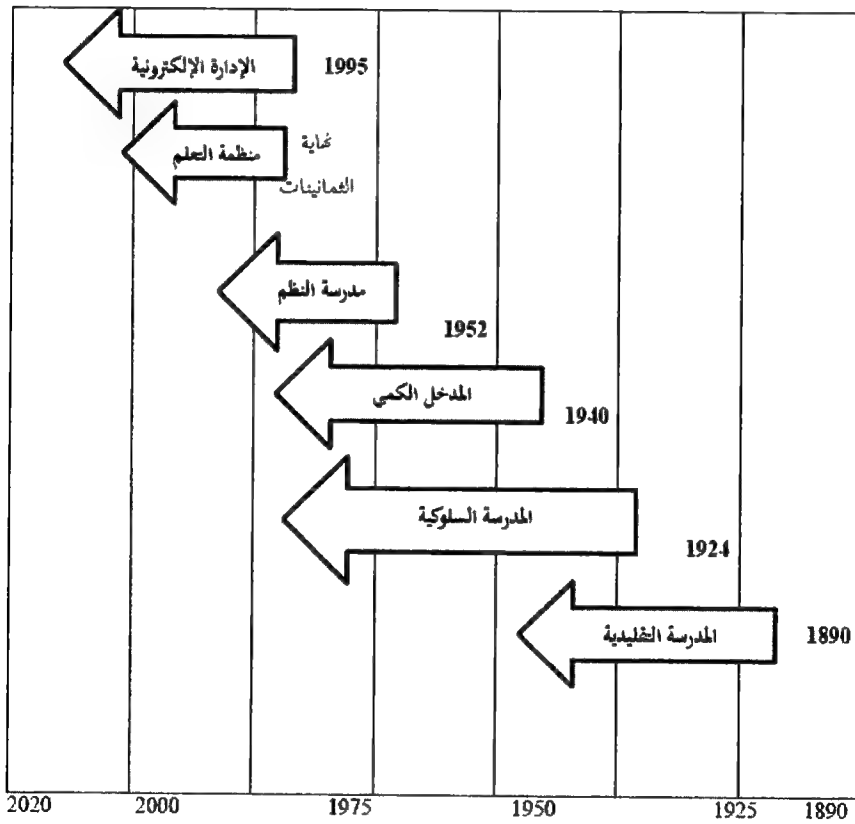 الإدارة الإلكترونية
1995
منظمة التعلم
نهاية
الثمانينات
مدرسة النظم
1952
المدخل الكمي
1940
المدرسة السلوكية
1924
المدرسة التقليدية
1890
2020 2000 1975 1950 1925 1890